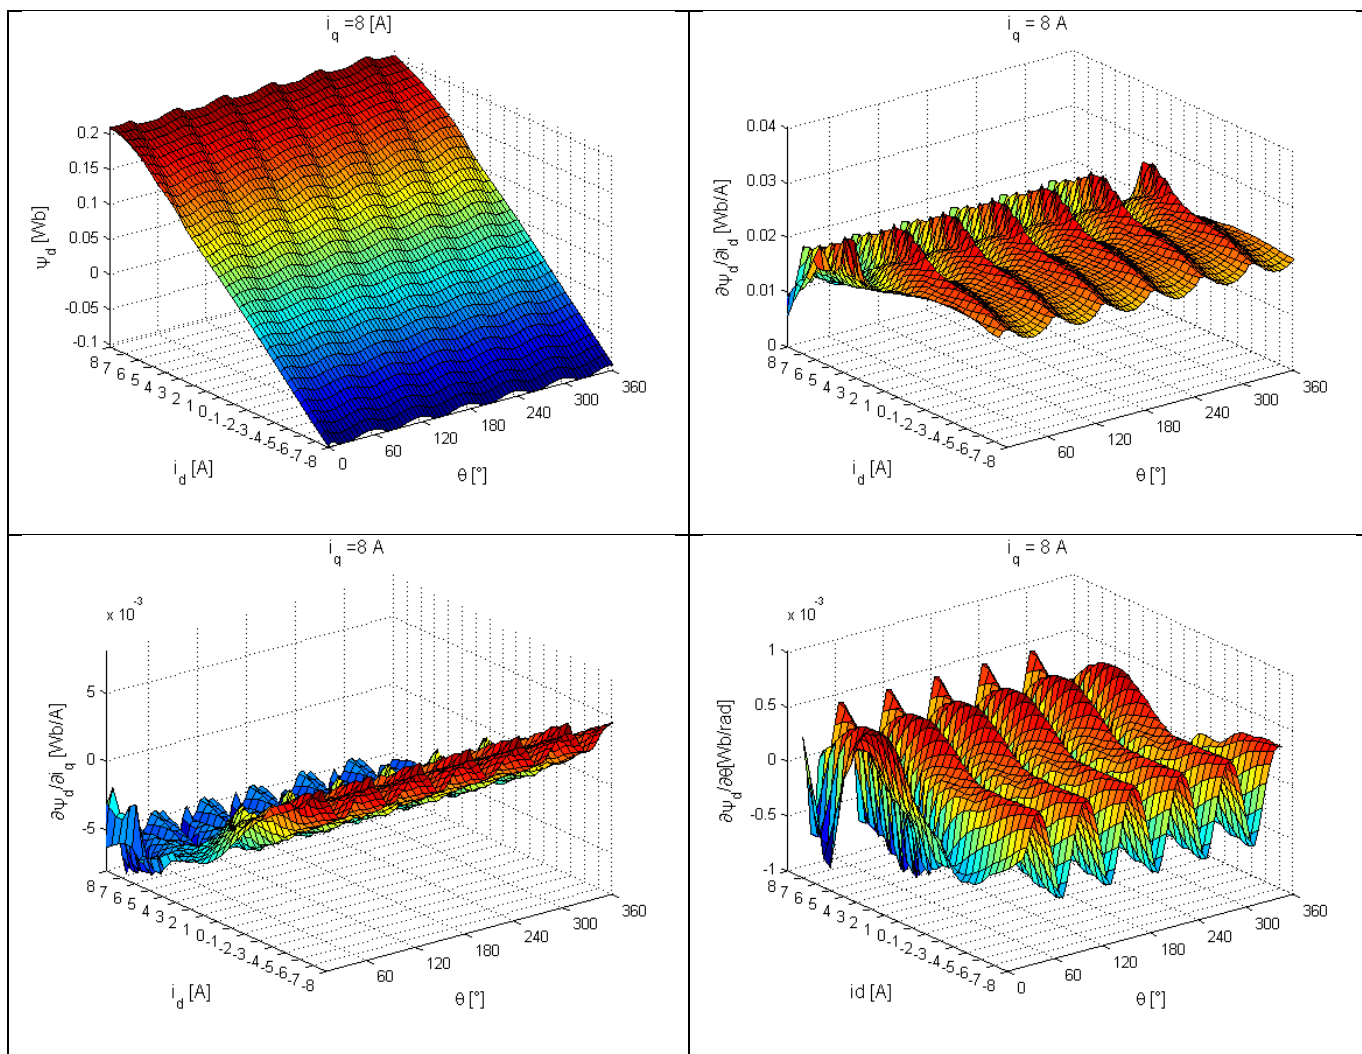 i_q =8 [A]
ψ_d [Wb]
0.2
0.15
0.1
0.05
0
-0.05
-0.1
8 7 6 5 4 3 2 1 0 -1 -2 -3 -4 -5 -6 -7 -8
i_d [A]
0 60 120 180 240 300 360
θ [°]
i_q = 8 A
∂ψ_d/∂i_d [Wb/A]
0.04
0.03
0.02
0.01
0
8 7 6 5 4 3 2 1 0 -1 -2 -3 -4 -5 -6 -7 -8
i_d [A]
60 120 180 240 300 360
θ [°]
i_q =8 A
x 10^-3
∂ψ_d/∂i_q [Wb/A]
5
0
-5
8 7 6 5 4 3 2 1 0 -1 -2 -3 -4 -5 -6 -7 -8
i_d [A]
60 120 180 240 300 360
θ [°]
i_q = 8 A
x 10^-3
∂ψ_d/∂θ[Wb/rad]
1
0.5
0
-0.5
-1
8 7 6 5 4 3 2 1 0 -1 -2 -3 -4 -5 -6 -7 -8
id [A]
0 60 120 180 240 300 360
θ [°]